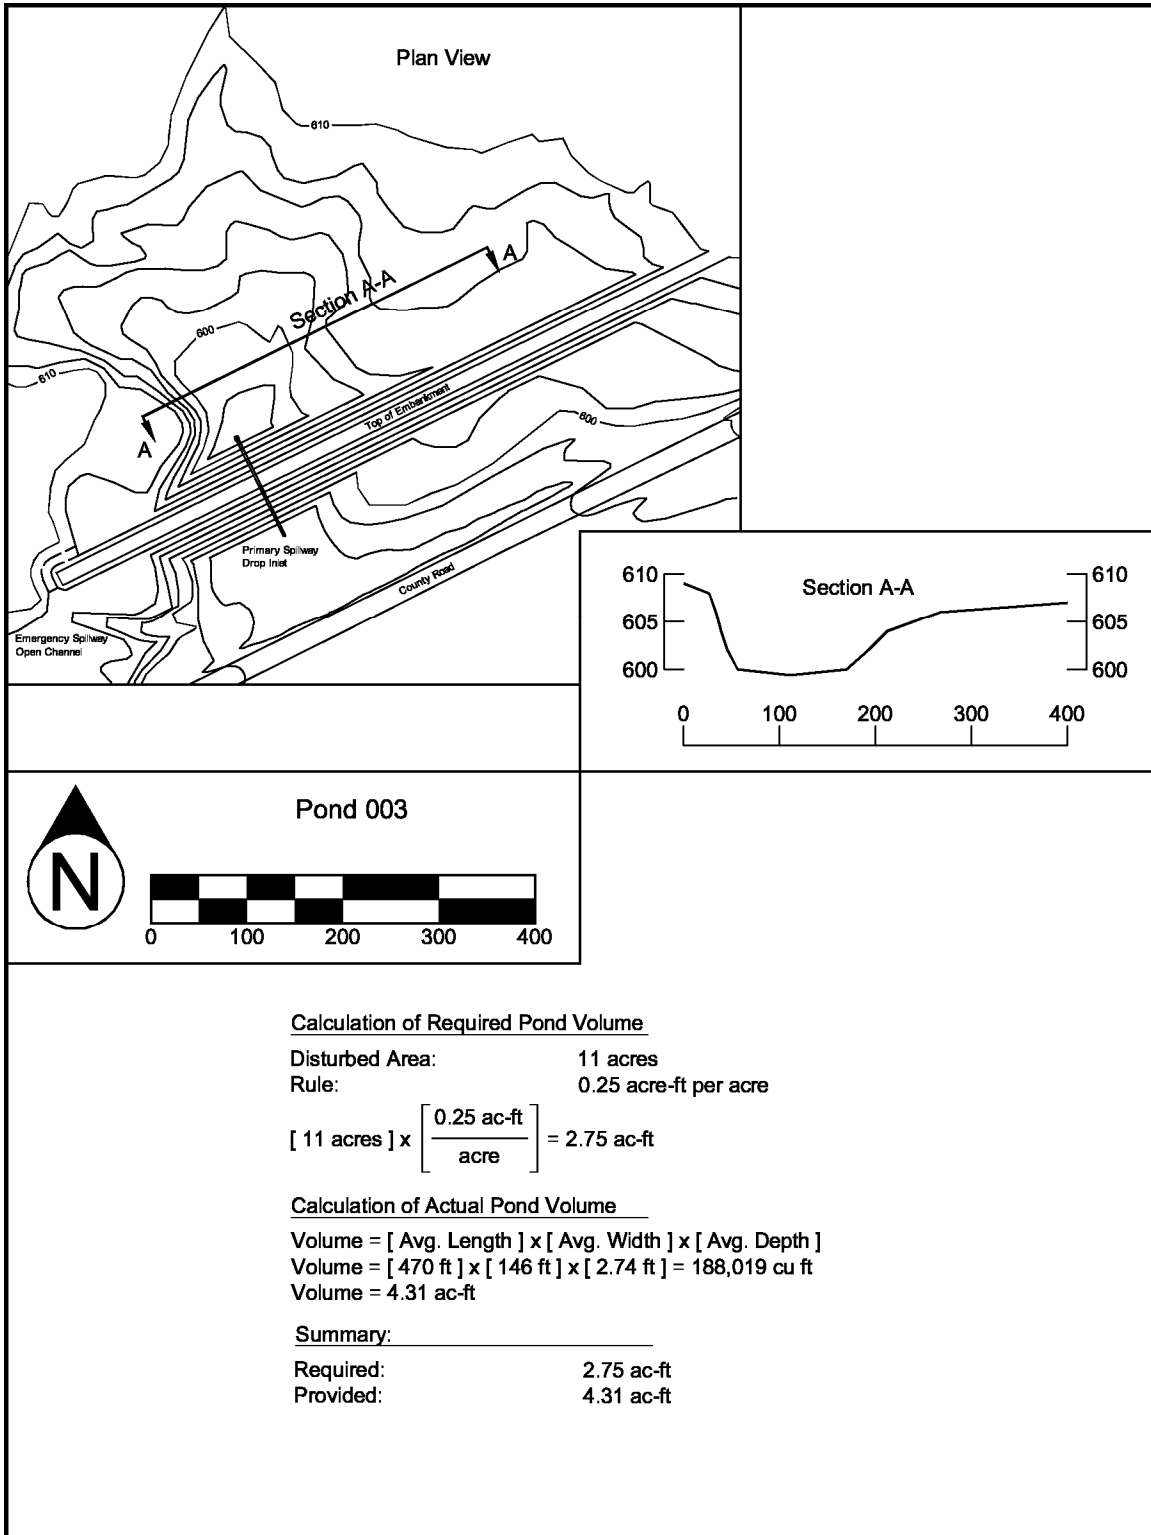 Plan View
610
A
Section A-A
600
610
A
Top of Embankment
600
Primary Spilway
Drop Inlet
County Road
Emergency Spilway
Open Channel
Section A-A
610
605
600
610
605
600
0 100 200 300 400
Pond 003
N
0 100 200 300 400
Calculation of Required Pond Volume
Disturbed Area: 11 acres
Rule: 0.25 acre-ft per acre
[ 11 acres ] x [ 0.25 ac-ft / acre ] = 2.75 ac-ft
Calculation of Actual Pond Volume
Volume = [ Avg. Length ] x [ Avg. Width ] x [ Avg. Depth ]
Volume = [ 470 ft ] x [ 146 ft ] x [ 2.74 ft ] = 188,019 cu ft
Volume = 4.31 ac-ft
Summary:
Required: 2.75 ac-ft
Provided: 4.31 ac-ft